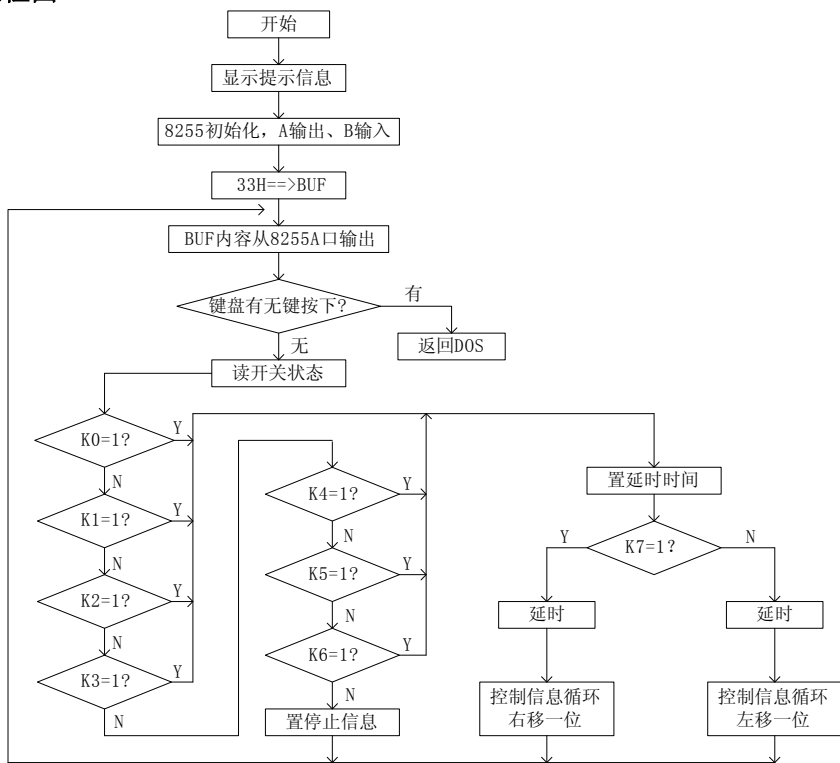 开始
显示提示信息
8255初始化，A输出、B输入
33H==>BUF
BUF内容从8255A口输出
键盘有无键按下?
有
返回DOS
无
读开关状态
K0=1?
Y
N
K1=1?
Y
N
K2=1?
Y
N
K3=1?
Y
N
K4=1?
Y
N
K5=1?
Y
N
K6=1?
Y
N
置停止信息
置延时时间
K7=1?
Y
N
延时
延时
控制信息循环
右移一位
控制信息循环
左移一位